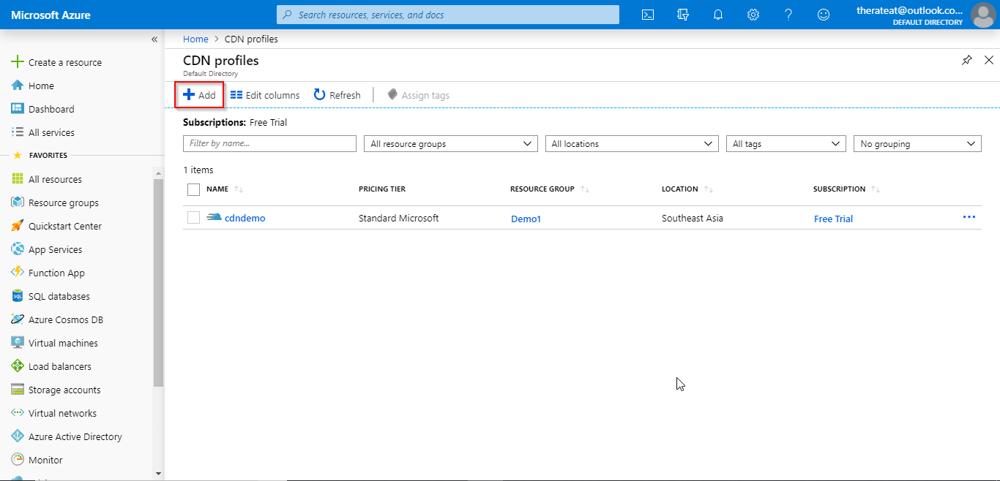 Microsoft Azure
Search resources, services, and docs
therateat@outlook.co...
DEFAULT DIRECTORY
«
Create a resource
Home
Dashboard
All services
FAVORITES
All resources
Resource groups
Quickstart Center
App Services
Function App
SQL databases
Azure Cosmos DB
Virtual machines
Load balancers
Storage accounts
Virtual networks
Azure Active Directory
Monitor
Home > CDN profiles
CDN profiles
Default Directory
Add Edit columns Refresh Assign tags
Subscriptions: Free Trial
Filter by name... All resource groups All locations All tags No grouping
1 items
NAME PRICING TIER RESOURCE GROUP LOCATION SUBSCRIPTION
cdndemo Standard Microsoft Demo1 Southeast Asia Free Trial